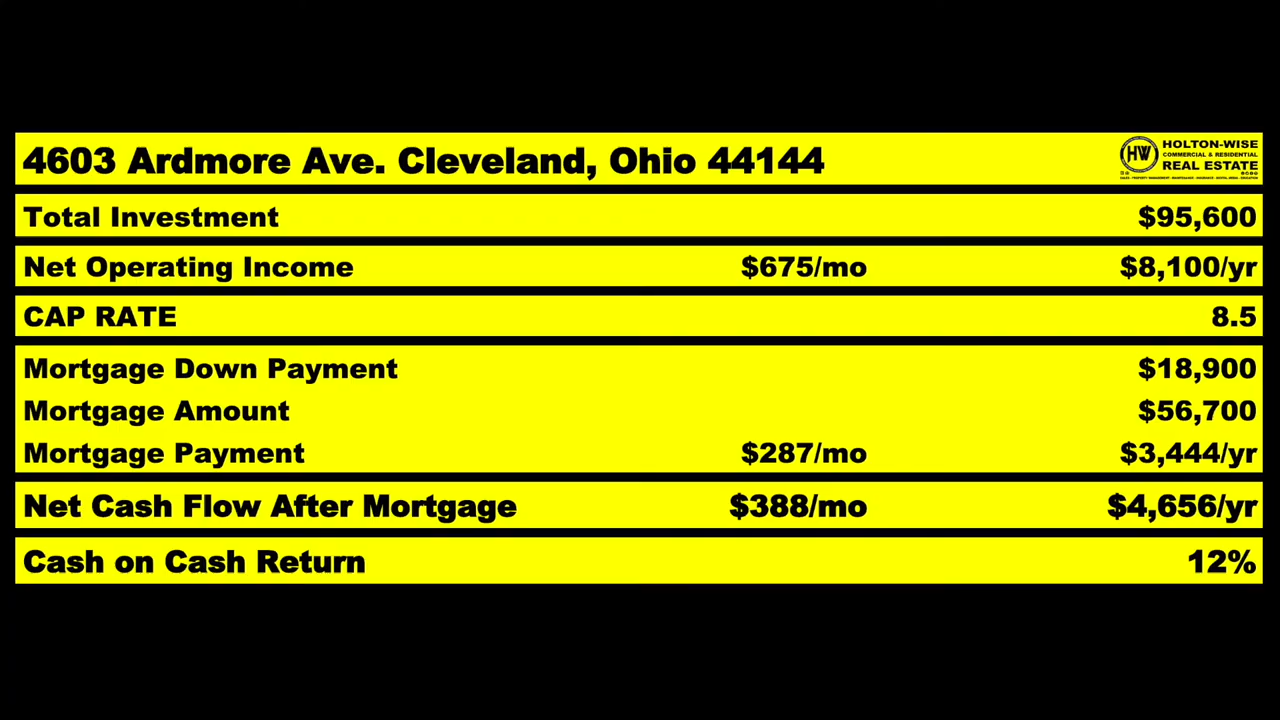 4603 Ardmore Ave. Cleveland, Ohio 44144
HW
HOLTON-WISE
COMMERCIAL & RESIDENTIAL
REAL ESTATE
Total Investment $95,600
Net Operating Income $675/mo $8,100/yr
CAP RATE 8.5
Mortgage Down Payment $18,900
Mortgage Amount $56,700
Mortgage Payment $287/mo $3,444/yr
Net Cash Flow After Mortgage $388/mo $4,656/yr
Cash on Cash Return 12%